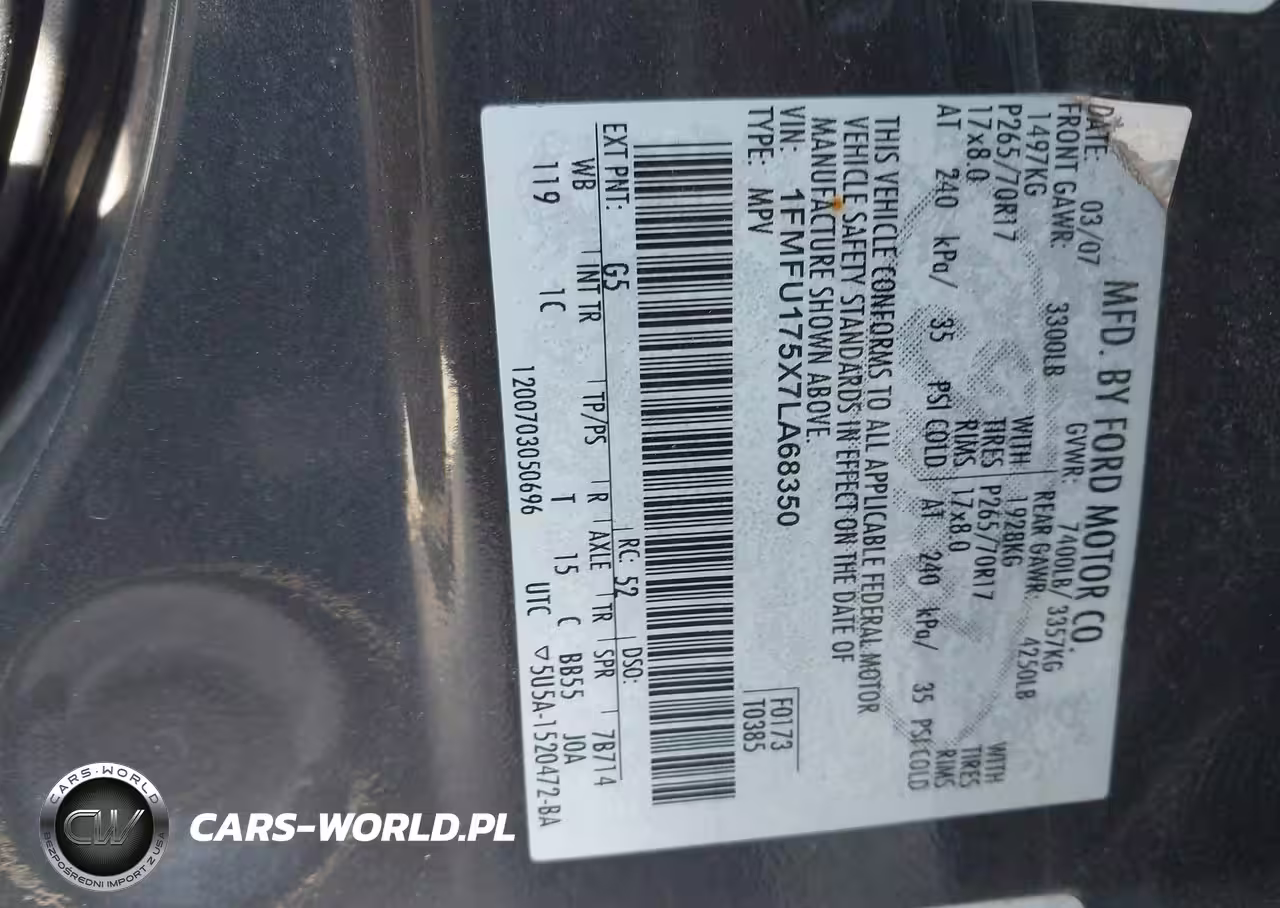 MFD. BY FORD MOTOR CO.
DATE: 03/07 GVWR: 7400LB/ 3357KG
FRONT GAWR: 3300LB REAR GAWR: 4250LB
1497KG WITH 1928KG WITH
P265/70R17 TIRES P265/70R17 TIRES
17x8.0 RIMS 17x8.0 RIMS
AT 240 kPa/ 35 PSI COLD AT 240 kPa/ 35 PSI COLD
THIS VEHICLE CONFORMS TO ALL APPLICABLE FEDERAL MOTOR
VEHICLE SAFETY STANDARDS IN EFFECT ON THE DATE OF
MANUFACTURE SHOWN ABOVE.
VIN: 1FMFU175X7LA68350 F0173
TYPE: MPV T0385
EXT PNT: G5 RC: 52 DSO:
WB INT TR TP/PS R AXLE TR SPR 7B714
119 1C T 15 C BB55 JOA
1200703050696 UTC ▽5U5A-1520472-BA
CARS-WORLD
CW
BEZPOŚREDNI IMPORT Z USA
CARS-WORLD.PL